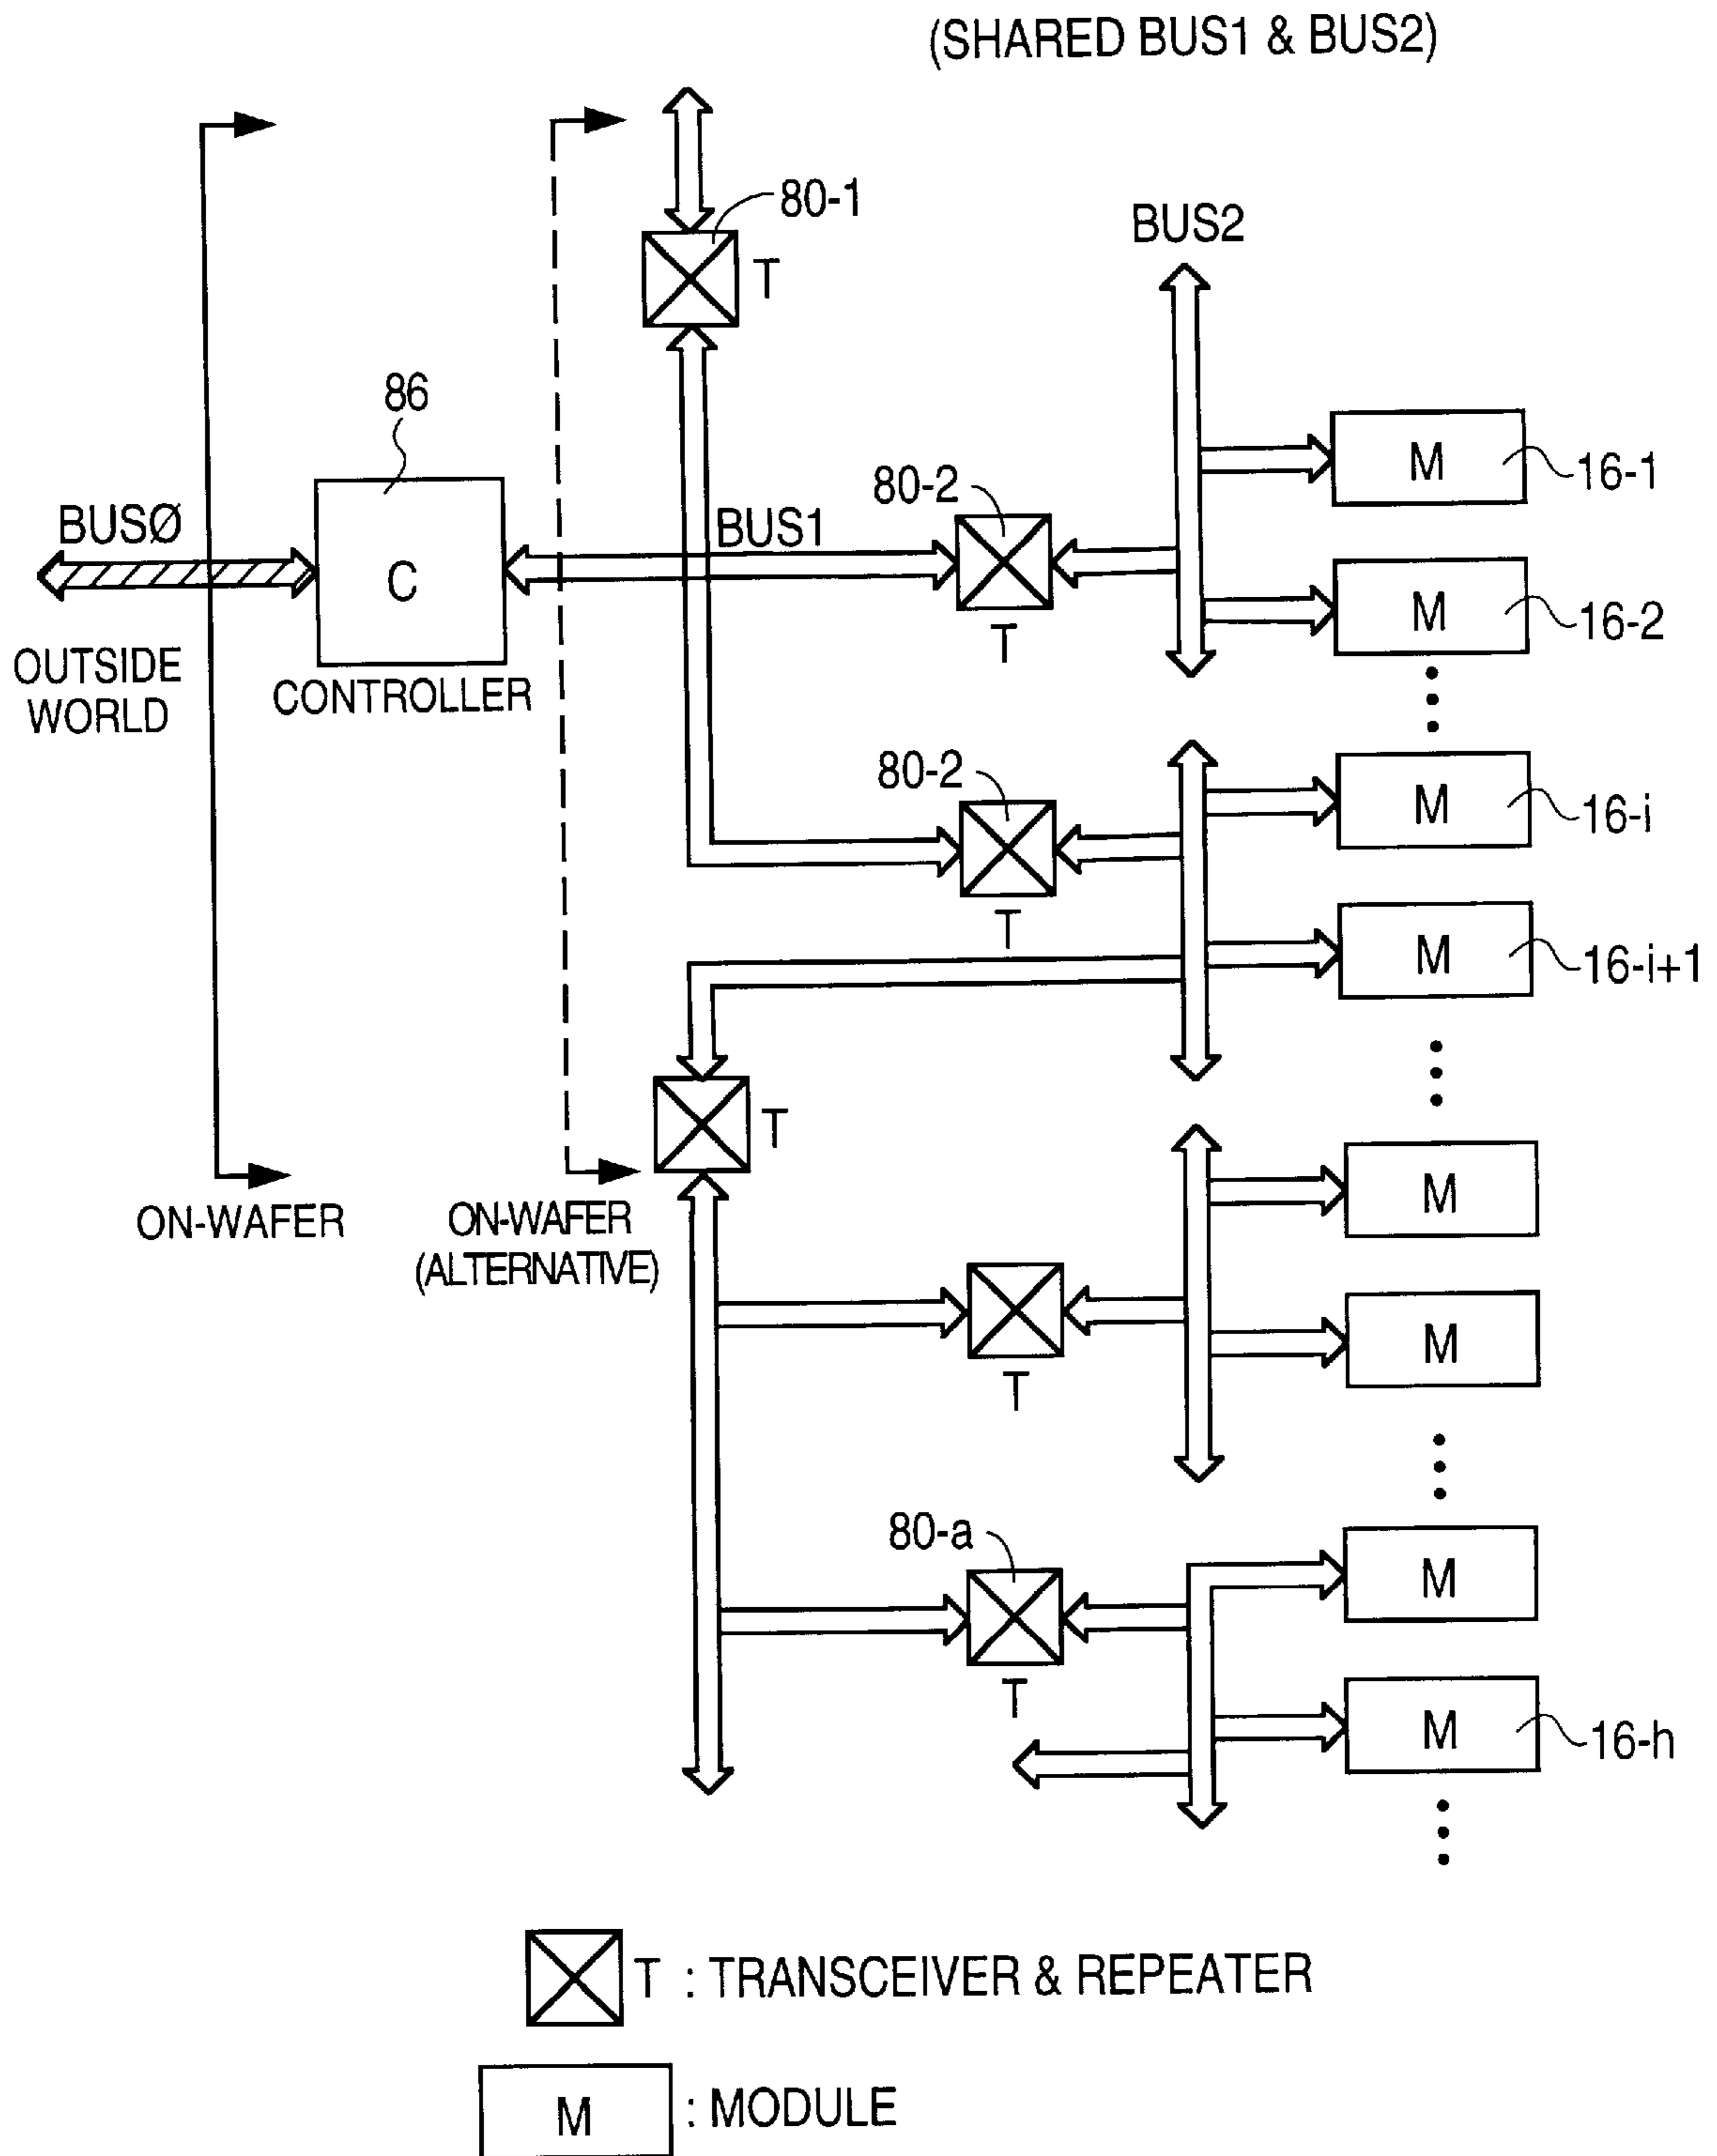 (SHARED BUS1 & BUS2)
80-1
T
BUS2
86
M
16-1
80-2
BUSØ
BUS1
C
M
16-2
T
OUTSIDE
WORLD
CONTROLLER
80-2
M
16-i
T
M
16-i+1
T
ON-WAFER
ON-WAFER
(ALTERNATIVE)
M
M
T
80-a
M
T
M
16-h
T : TRANSCEIVER & REPEATER
M : MODULE